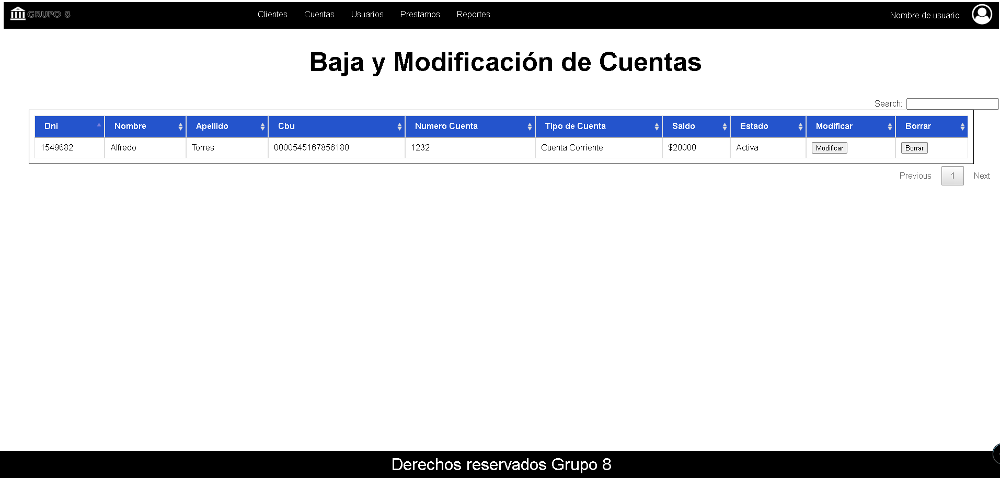 GRUPO 8 Clientes Cuentas Usuarios Prestamos Reportes Nombre de usuario
Baja y Modificación de Cuentas
Search:
Dni Nombre Apellido Cbu Numero Cuenta Tipo de Cuenta Saldo Estado Modificar Borrar
1549682 Alfredo Torres 0000545167856180 1232 Cuenta Corriente $20000 Activa Modificar Borrar
Previous 1 Next
Derechos reservados Grupo 8